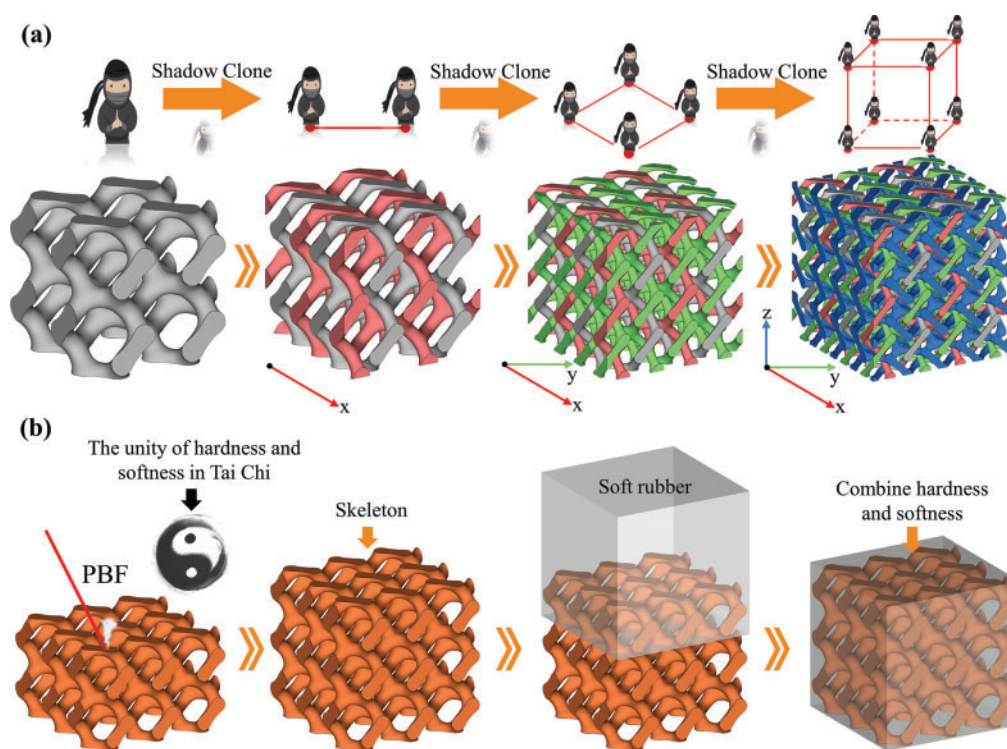 (a)
Shadow Clone
Shadow Clone
Shadow Clone
x
y
x
z
y
x
(b)
The unity of hardness and
softness in Tai Chi
PBF
Skeleton
Soft rubber
Combine hardness
and softness